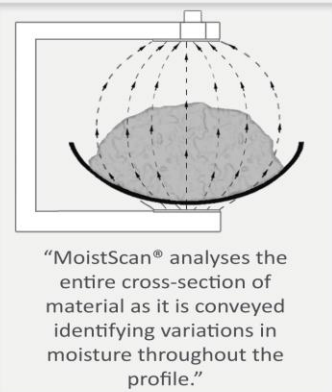 “MoistScan® analyses the
entire cross-section of
material as it is conveyed
identifying variations in
moisture throughout the
profile.”